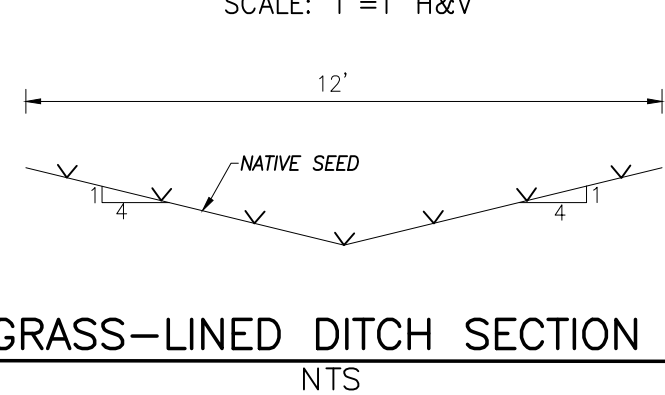 SCALE: 1"=1' H&V
12'
NATIVE SEED
1
4
1
4
GRASS-LINED DITCH SECTION
NTS